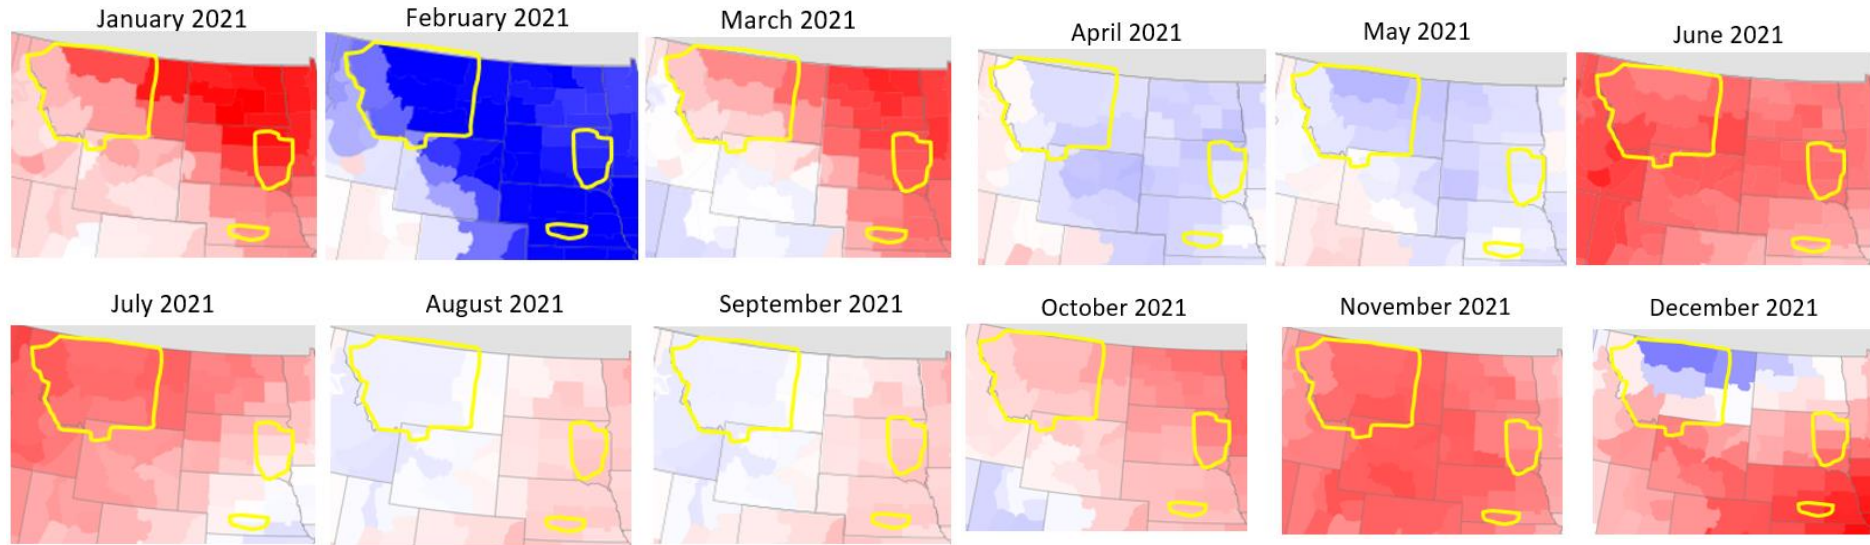 January 2021
February 2021
March 2021
April 2021
May 2021
June 2021
July 2021
August 2021
September 2021
October 2021
November 2021
December 2021